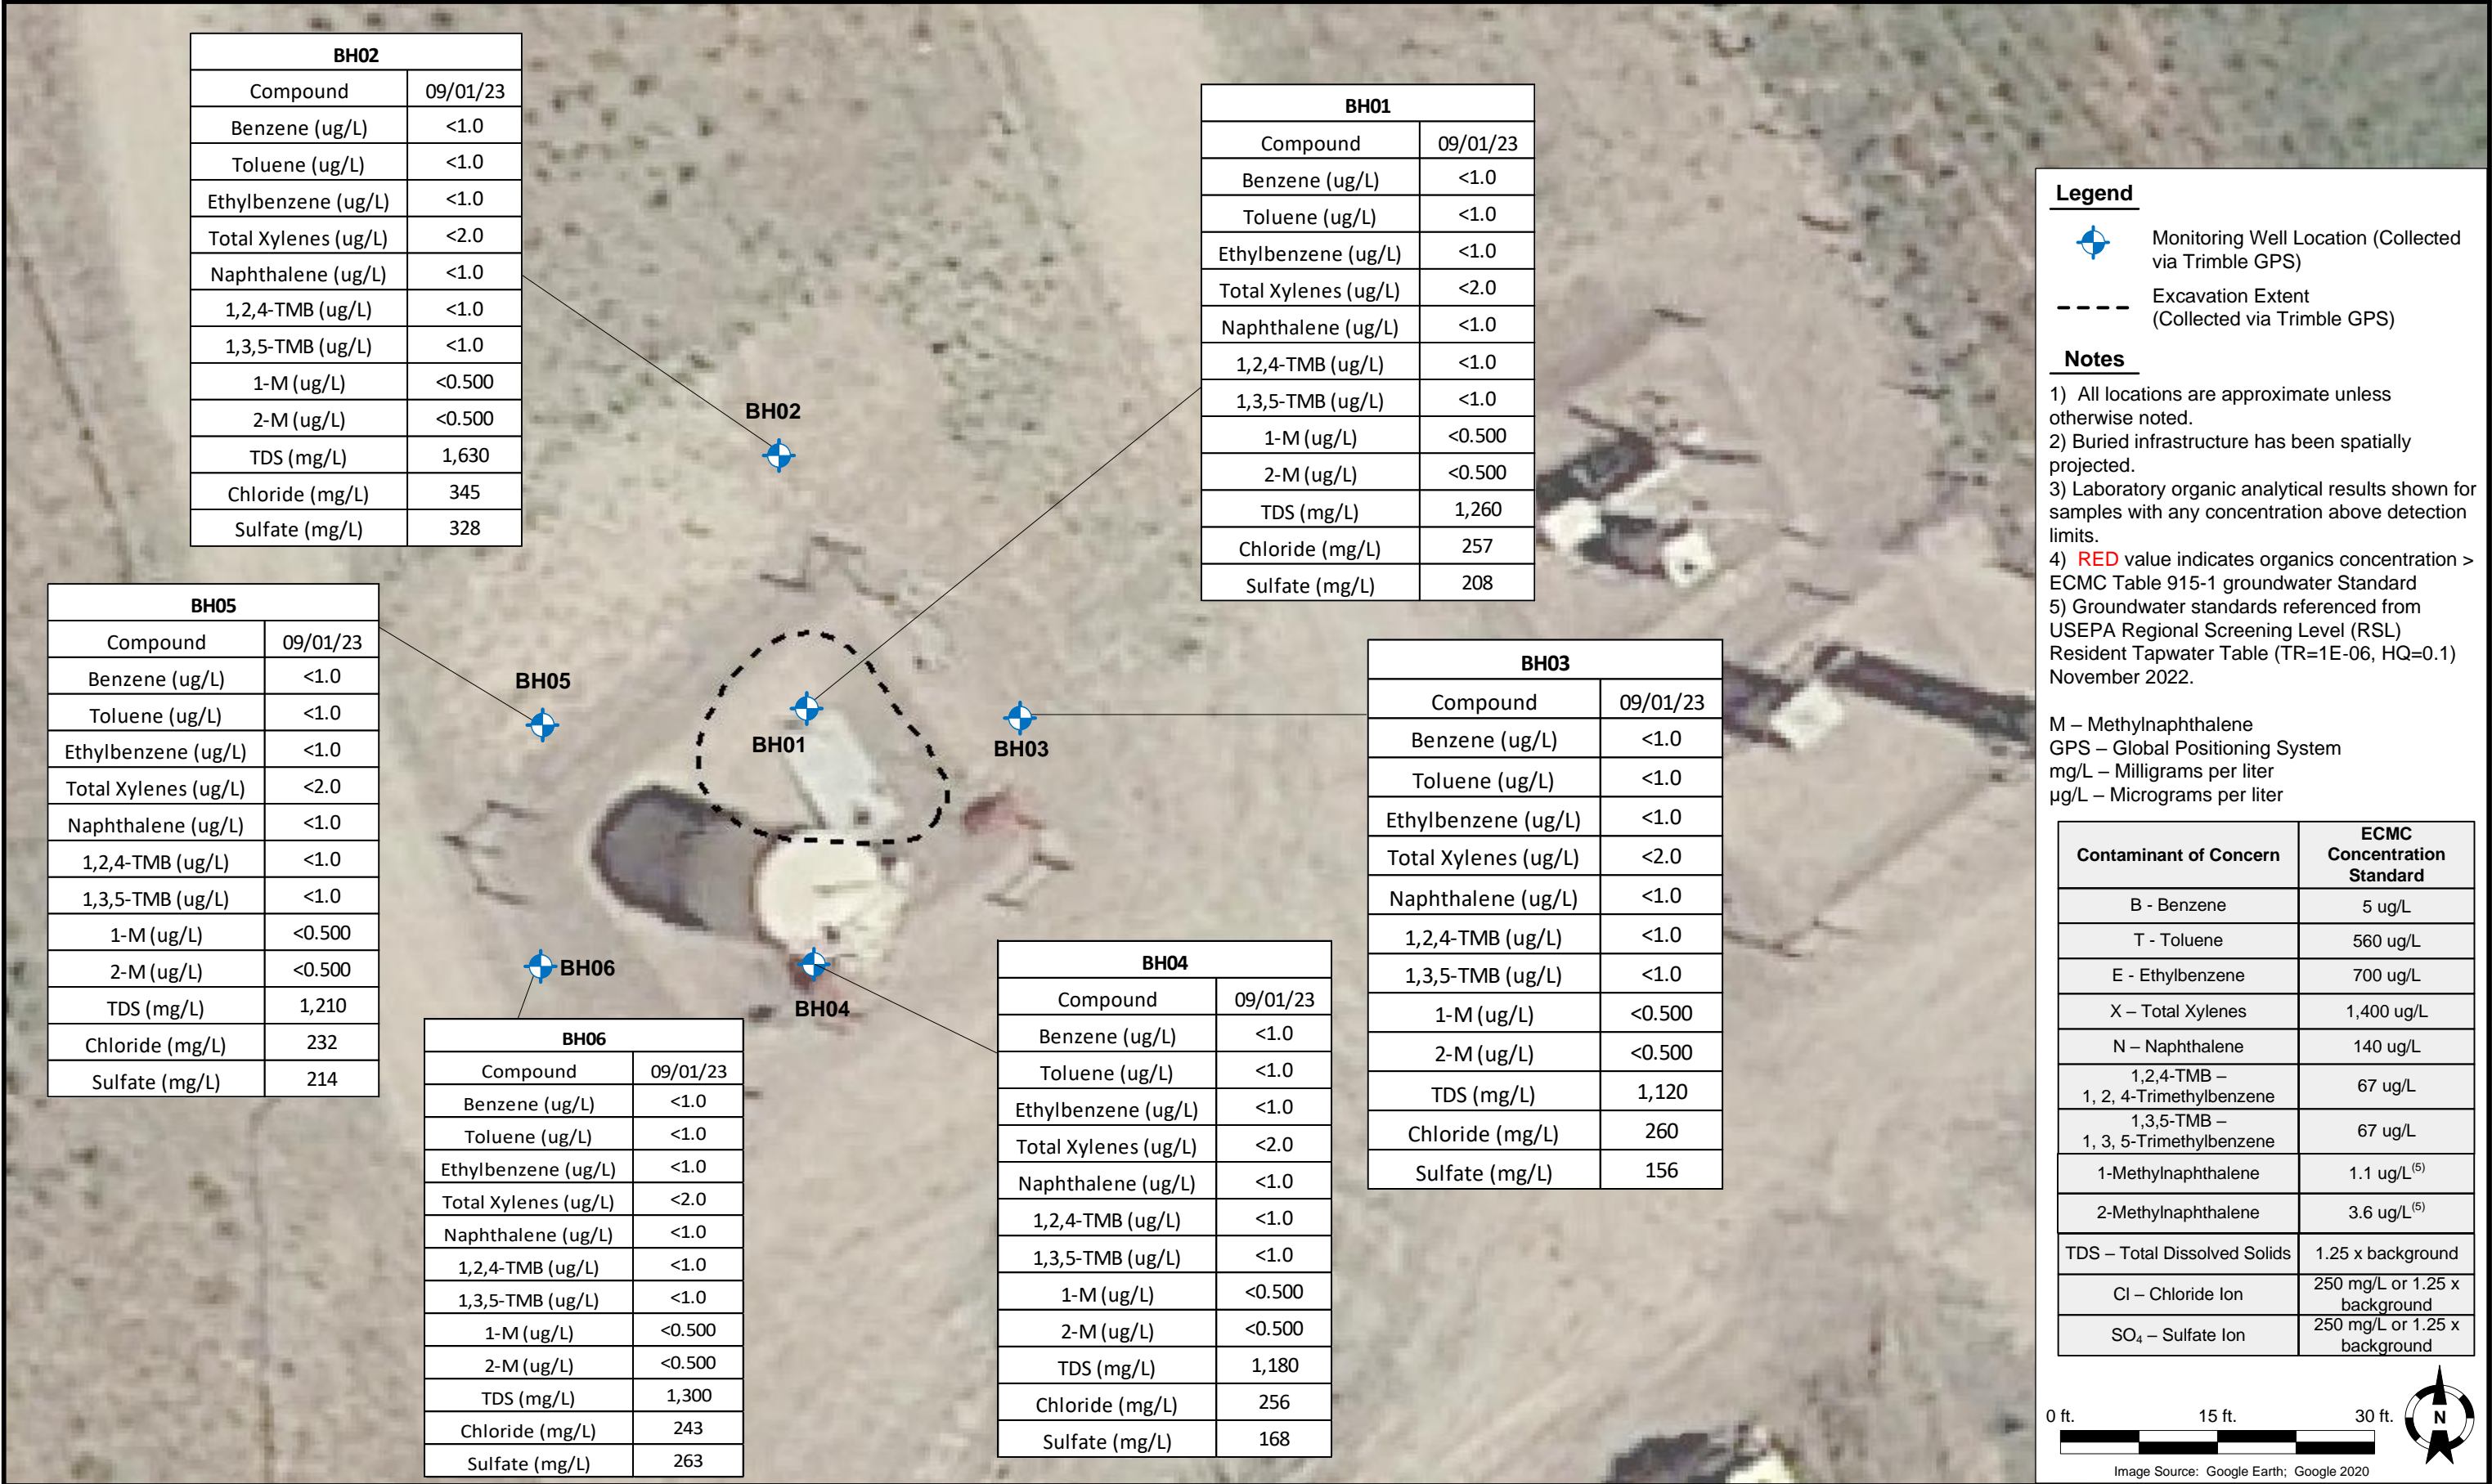 BH02
Compound 09/01/23
Benzene (ug/L) <1.0
Toluene (ug/L) <1.0
Ethylbenzene (ug/L) <1.0
Total Xylenes (ug/L) <2.0
Naphthalene (ug/L) <1.0
1,2,4-TMB (ug/L) <1.0
1,3,5-TMB (ug/L) <1.0
1-M (ug/L) <0.500
2-M (ug/L) <0.500
TDS (mg/L) 1,630
Chloride (mg/L) 345
Sulfate (mg/L) 328
BH01
Compound 09/01/23
Benzene (ug/L) <1.0
Toluene (ug/L) <1.0
Ethylbenzene (ug/L) <1.0
Total Xylenes (ug/L) <2.0
Naphthalene (ug/L) <1.0
1,2,4-TMB (ug/L) <1.0
1,3,5-TMB (ug/L) <1.0
1-M (ug/L) <0.500
2-M (ug/L) <0.500
TDS (mg/L) 1,260
Chloride (mg/L) 257
Sulfate (mg/L) 208
BH05
Compound 09/01/23
Benzene (ug/L) <1.0
Toluene (ug/L) <1.0
Ethylbenzene (ug/L) <1.0
Total Xylenes (ug/L) <2.0
Naphthalene (ug/L) <1.0
1,2,4-TMB (ug/L) <1.0
1,3,5-TMB (ug/L) <1.0
1-M (ug/L) <0.500
2-M (ug/L) <0.500
TDS (mg/L) 1,210
Chloride (mg/L) 232
Sulfate (mg/L) 214
BH03
Compound 09/01/23
Benzene (ug/L) <1.0
Toluene (ug/L) <1.0
Ethylbenzene (ug/L) <1.0
Total Xylenes (ug/L) <2.0
Naphthalene (ug/L) <1.0
1,2,4-TMB (ug/L) <1.0
1,3,5-TMB (ug/L) <1.0
1-M (ug/L) <0.500
2-M (ug/L) <0.500
TDS (mg/L) 1,120
Chloride (mg/L) 260
Sulfate (mg/L) 156
BH06
Compound 09/01/23
Benzene (ug/L) <1.0
Toluene (ug/L) <1.0
Ethylbenzene (ug/L) <1.0
Total Xylenes (ug/L) <2.0
Naphthalene (ug/L) <1.0
1,2,4-TMB (ug/L) <1.0
1,3,5-TMB (ug/L) <1.0
1-M (ug/L) <0.500
2-M (ug/L) <0.500
TDS (mg/L) 1,300
Chloride (mg/L) 243
Sulfate (mg/L) 263
BH04
Compound 09/01/23
Benzene (ug/L) <1.0
Toluene (ug/L) <1.0
Ethylbenzene (ug/L) <1.0
Total Xylenes (ug/L) <2.0
Naphthalene (ug/L) <1.0
1,2,4-TMB (ug/L) <1.0
1,3,5-TMB (ug/L) <1.0
1-M (ug/L) <0.500
2-M (ug/L) <0.500
TDS (mg/L) 1,180
Chloride (mg/L) 256
Sulfate (mg/L) 168
BH02
BH05
BH01
BH03
BH06
BH04
Legend
Monitoring Well Location (Collected
via Trimble GPS)
Excavation Extent
(Collected via Trimble GPS)
Notes
1) All locations are approximate unless
otherwise noted.
2) Buried infrastructure has been spatially
projected.
3) Laboratory organic analytical results shown for
samples with any concentration above detection
limits.
4) RED value indicates organics concentration >
ECMC Table 915-1 groundwater Standard
5) Groundwater standards referenced from
USEPA Regional Screening Level (RSL)
Resident Tapwater Table (TR=1E-06, HQ=0.1)
November 2022.
M – Methylnaphthalene
GPS – Global Positioning System
mg/L – Milligrams per liter
µg/L – Micrograms per liter
Contaminant of Concern ECMC
Concentration
Standard
B - Benzene 5 ug/L
T - Toluene 560 ug/L
E - Ethylbenzene 700 ug/L
X – Total Xylenes 1,400 ug/L
N – Naphthalene 140 ug/L
1,2,4-TMB –
1, 2, 4-Trimethylbenzene 67 ug/L
1,3,5-TMB –
1, 3, 5-Trimethylbenzene 67 ug/L
1-Methylnaphthalene 1.1 ug/L(5)
2-Methylnaphthalene 3.6 ug/L(5)
TDS – Total Dissolved Solids 1.25 x background
Cl – Chloride Ion 250 mg/L or 1.25 x
background
SO4 – Sulfate Ion 250 mg/L or 1.25 x
background
0 ft. 15 ft. 30 ft.
N
Image Source: Google Earth; Google 2020